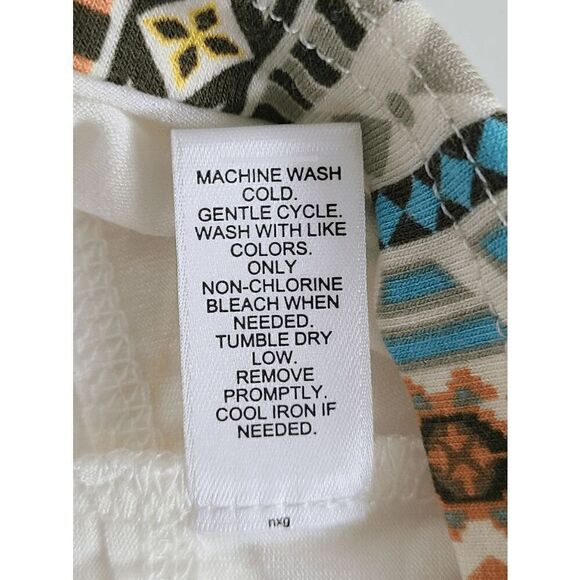 MACHINE WASH
COLD.
GENTLE CYCLE.
WASH WITH LIKE
COLORS.
ONLY
NON-CHLORINE
BLEACH WHEN
NEEDED.
TUMBLE DRY
LOW.
REMOVE
PROMPTLY.
COOL IRON IF
NEEDED.
nxg